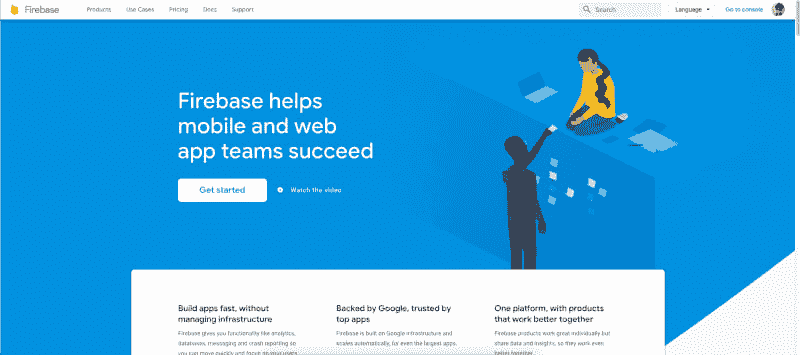 Firebase
Products Use Cases Pricing Docs Support
Search
Language
Go to console
Firebase helps
mobile and web
app teams succeed
Get started
Watch the video
Build apps fast, without
managing infrastructure
Firebase gives you functionality like analytics,
databases, messaging and crash reporting so
you can move quickly and focus on your users.
Backed by Google, trusted by
top apps
Firebase is built on Google infrastructure and
scales automatically, for even the largest apps.
One platform, with products
that work better together
Firebase products work great individually but
share data and insights, so they work even
better together.